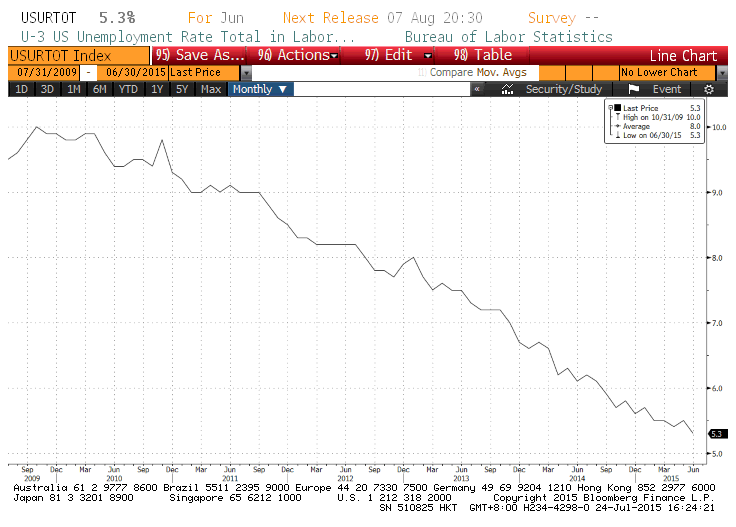 USURTOT 5.3% For Jun Next Release 07 Aug 20:30 Survey --
U-3 US Unemployment Rate Total in Labor... Bureau of Labor Statistics
USURTOT Index 95) Save As... 96) Actions 97) Edit 98) Table Line Chart
07/31/2009 - 06/30/2015 Last Price Compare Mov. Avgs No Lower Chart
1D 3D 1M 6M YTD 1Y 5Y Max Monthly ▼ « Security/Study Event
Last Price 5.3
High on 10/31/09 10.0
Average 8.0
Low on 06/30/15 5.3
10.0
9.0
8.0
7.0
6.0
5.3
5.0
Sep Dec Mar Jun Sep Dec Mar Jun Sep Dec Mar Jun Sep Dec Mar Jun Sep Dec Mar Jun Sep Dec Mar Jun
2009 2010 2011 2012 2013 2014 2015
Australia 61 2 9777 8600 Brazil 5511 2395 9000 Europe 44 20 7330 7500 Germany 49 69 9204 1210 Hong Kong 852 2977 6000
Japan 81 3 3201 8900 Singapore 65 6212 1000 U.S. 1 212 318 2000 Copyright 2015 Bloomberg Finance L.P.
SN 510825 HKT GMT+8:00 H234-4298-0 24-Jul-2015 16:24:21